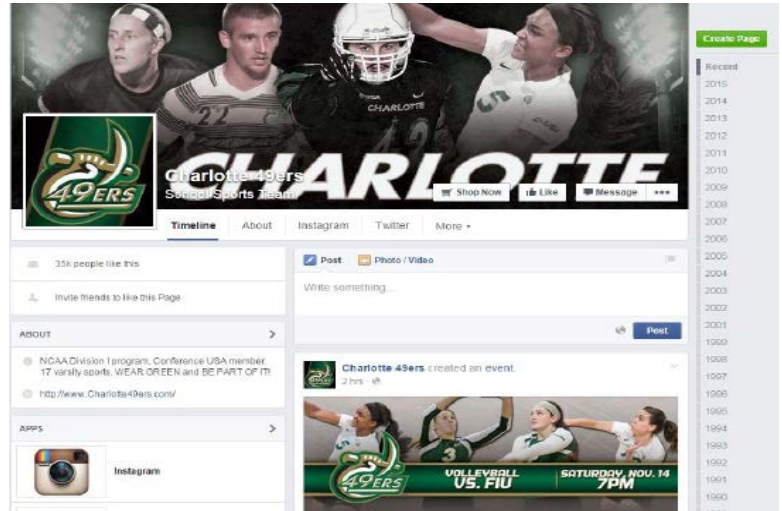 CHARLOTTE
22
42
5
CHARLOTTE
49ERS
Charlotte 49ers
School Sports Team
Shop Now
Like
Message
Timeline
About
Instagram
Twitter
More
35k people like this
Invite friends to like this Page
ABOUT
NCAA Division I program, Conference USA member.
17 varsity sports. WEAR GREEN and BE PART OF IT!
http://www.Charlotte49ers.com/
APPS
Instagram
Post
Photo / Video
Write something...
Post
Charlotte 49ers created an event.
2 hrs
5
3
49ERS
VOLLEYBALL
VS. FIU
SATURDAY, NOV. 14
7PM
Create Page
Recent
2015
2014
2013
2012
2011
2010
2009
2008
2007
2006
2005
2004
2003
2002
2001
1999
1998
1997
1996
1995
1994
1993
1992
1991
1990